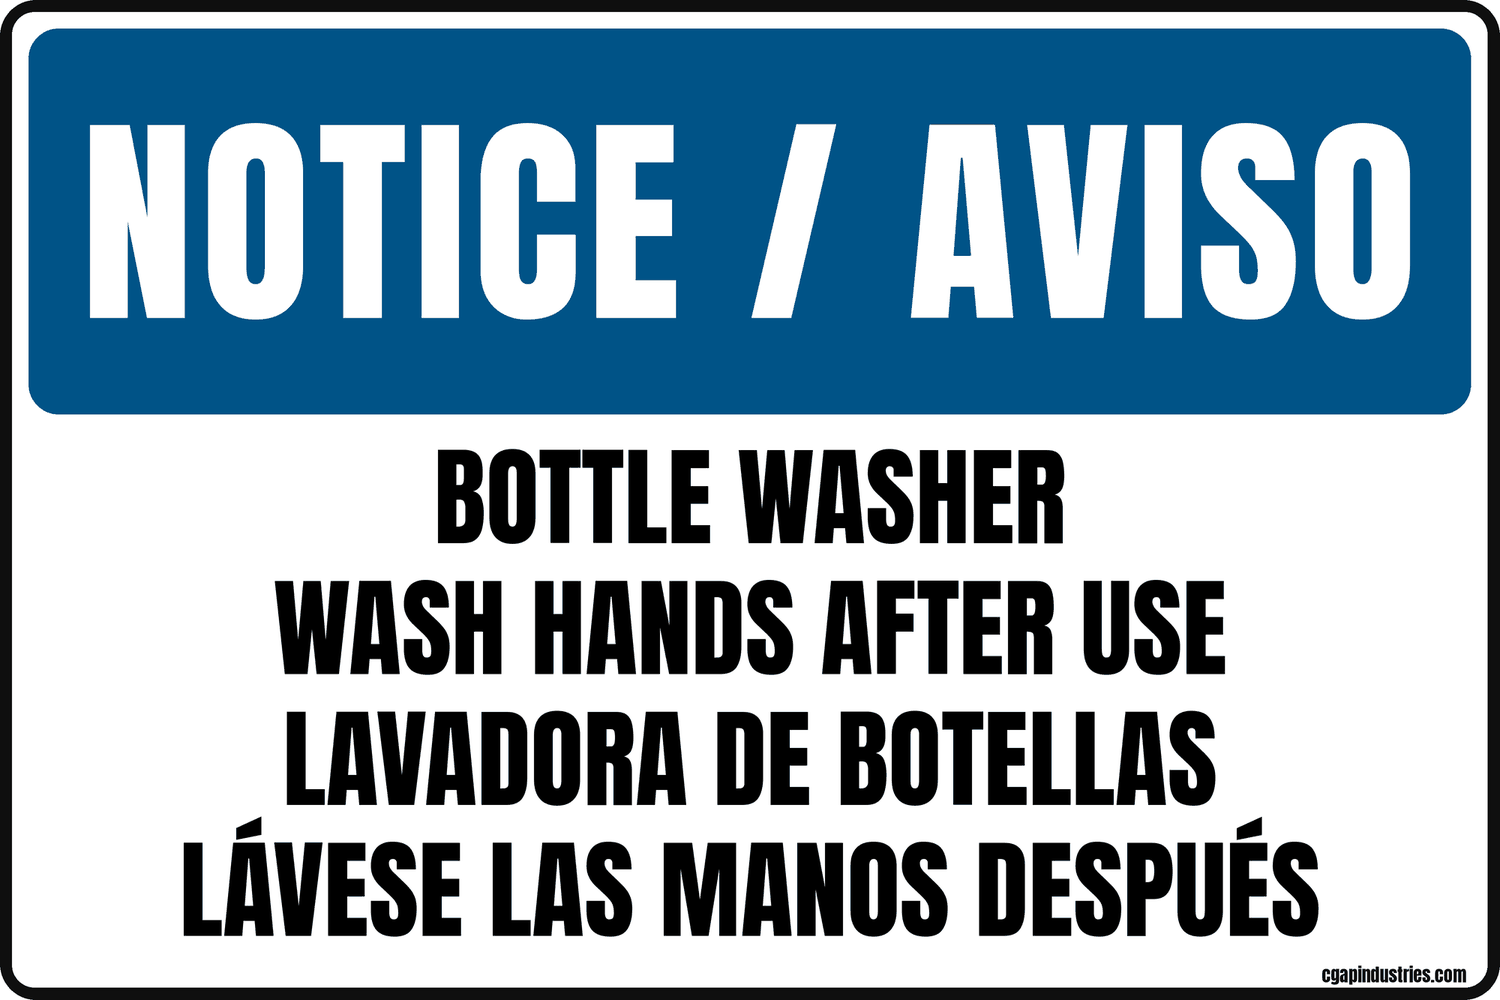 NOTICE / AVISO
BOTTLE WASHER
WASH HANDS AFTER USE
LAVADORA DE BOTELLAS
LÁVESE LAS MANOS DESPUÉS
cgapindustries.com